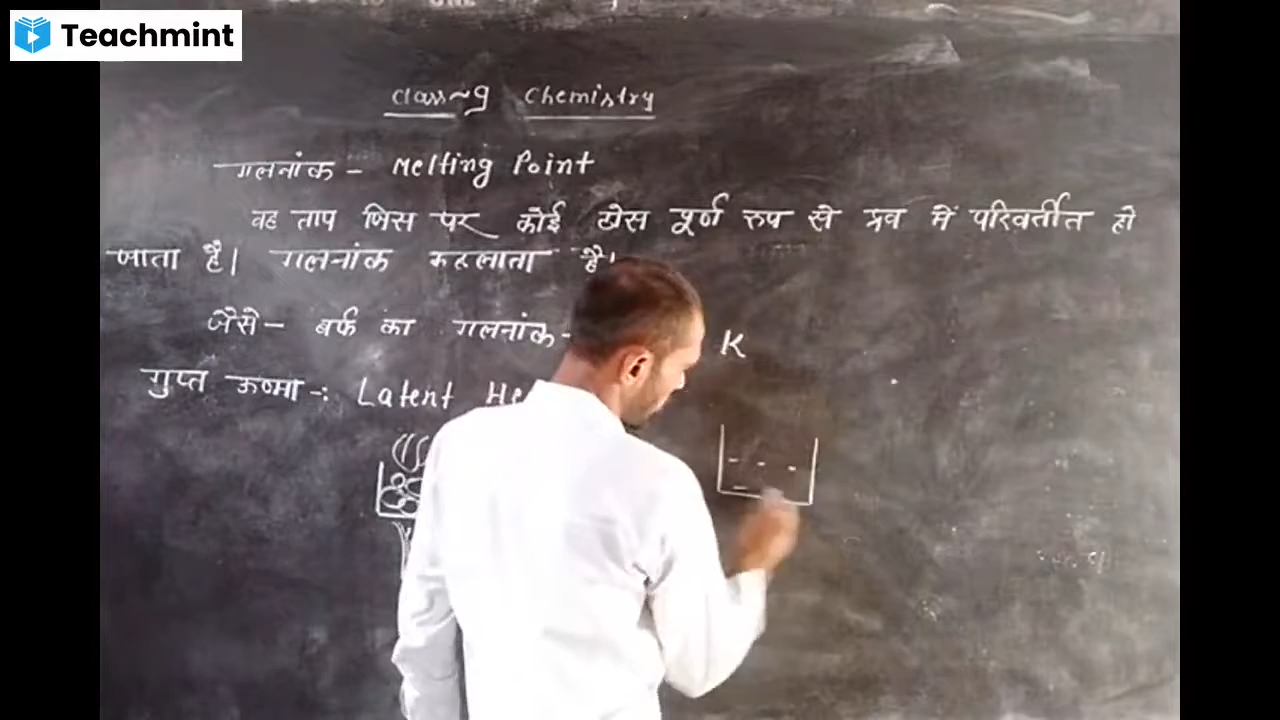 Teachmint
Class~9 Chemistry
गलनांक - Melting Point
वह ताप जिस पर कोई ठोस पूर्ण रुप से द्रव में परिवर्तीत हो
जाता है। गलनांक कहलाता है।
जैसे- बर्फ का गलनांक- K
गुप्त ऊष्मा-: Latent